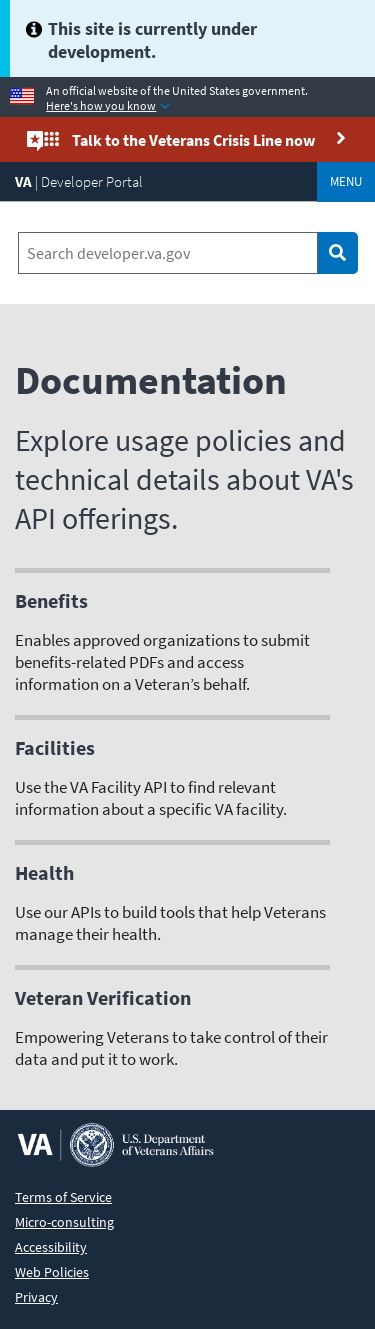 This site is currently under
development.
An official website of the United States government.
Here's how you know
Talk to the Veterans Crisis Line now
VA | Developer Portal
MENU
Search developer.va.gov
Documentation
Explore usage policies and
technical details about VA's
API offerings.
Benefits
Enables approved organizations to submit
benefits-related PDFs and access
information on a Veteran’s behalf.
Facilities
Use the VA Facility API to find relevant
information about a specific VA facility.
Health
Use our APIs to build tools that help Veterans
manage their health.
Veteran Verification
Empowering Veterans to take control of their
data and put it to work.
VA
U.S. Department
of Veterans Affairs
Terms of Service
Micro-consulting
Accessibility
Web Policies
Privacy